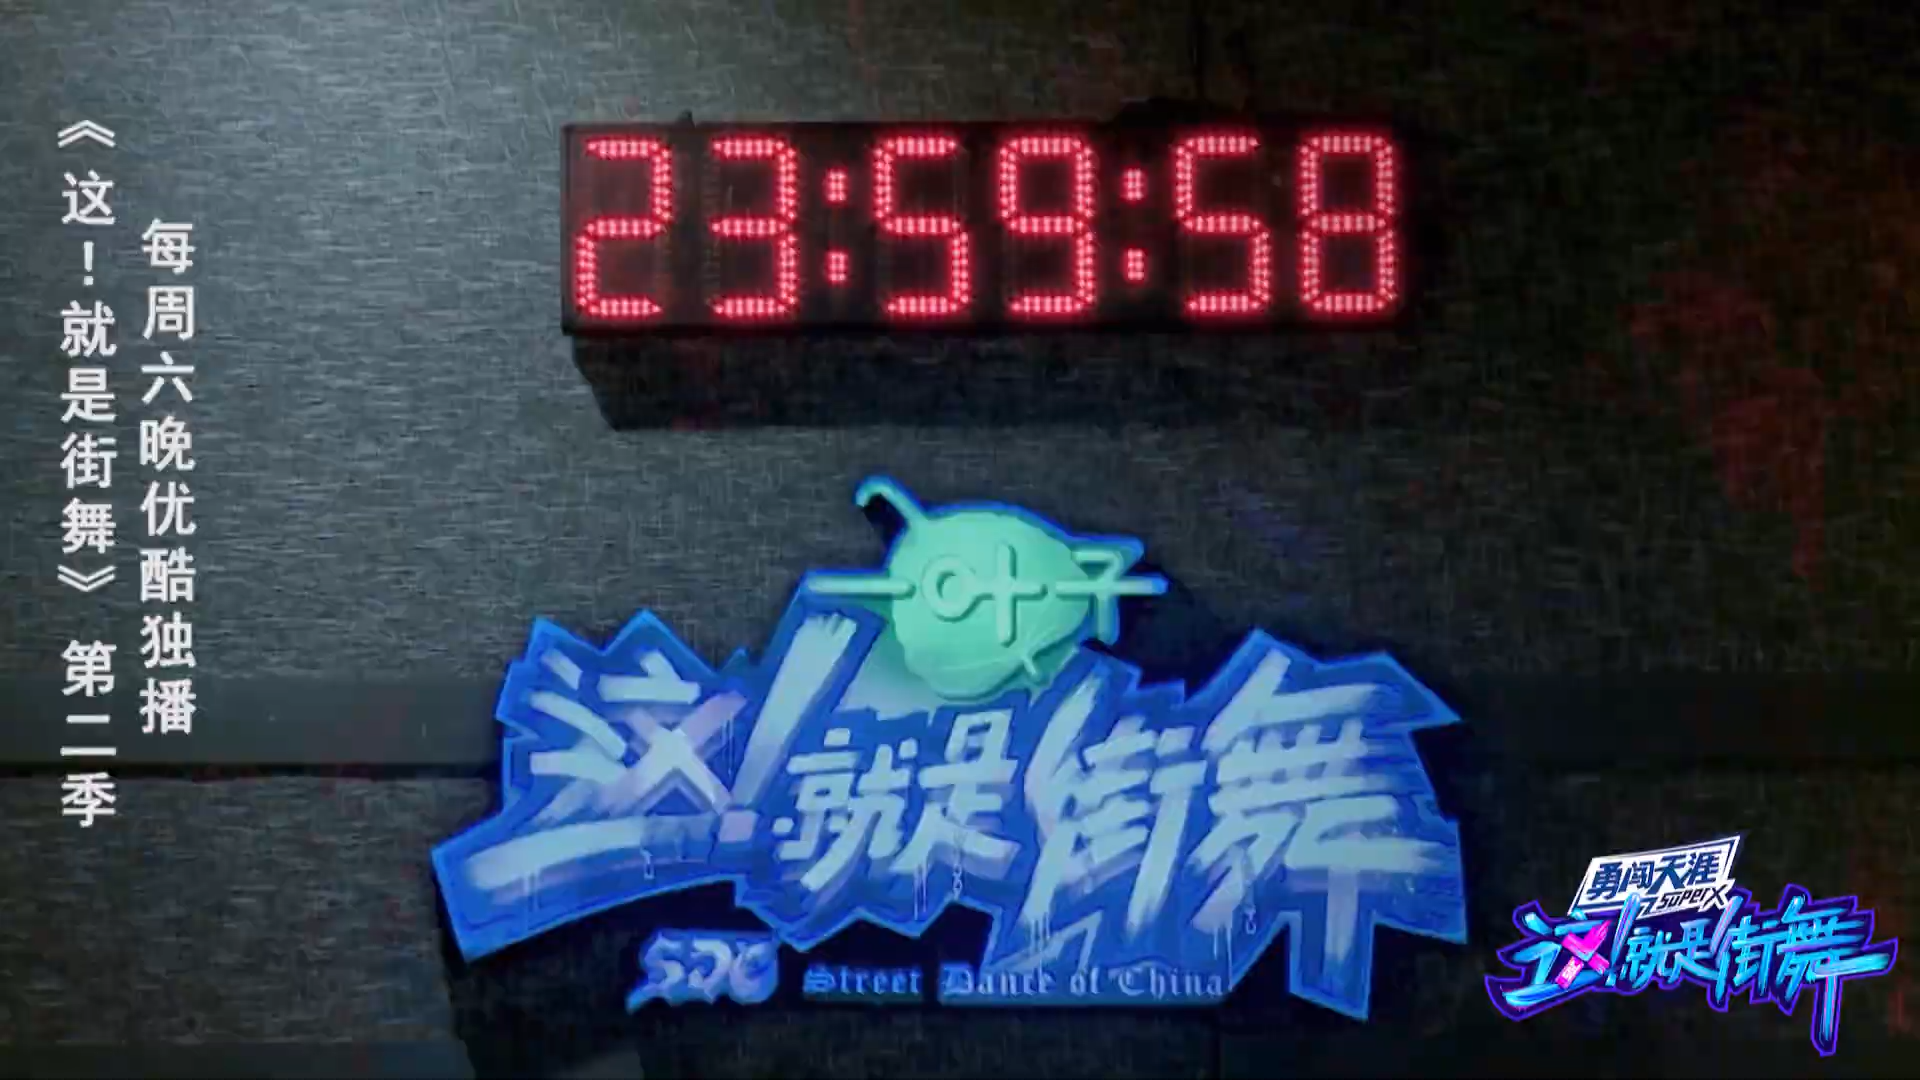 《这！就是街舞》 第二季
每周六晚优酷独播
23:59:58
这！就是街舞
SDC
Street Dance of China
勇闯天涯
superX
这！就是街舞